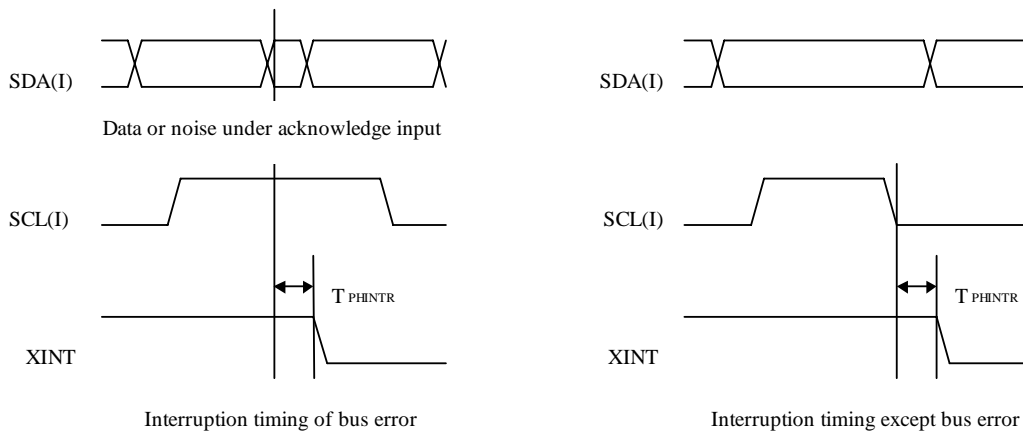 SDA(I)
Data or noise under acknowledge input
SCL(I)
T PHINTR
XINT
Interruption timing of bus error
SDA(I)
SCL(I)
T PHINTR
XINT
Interruption timing except bus error